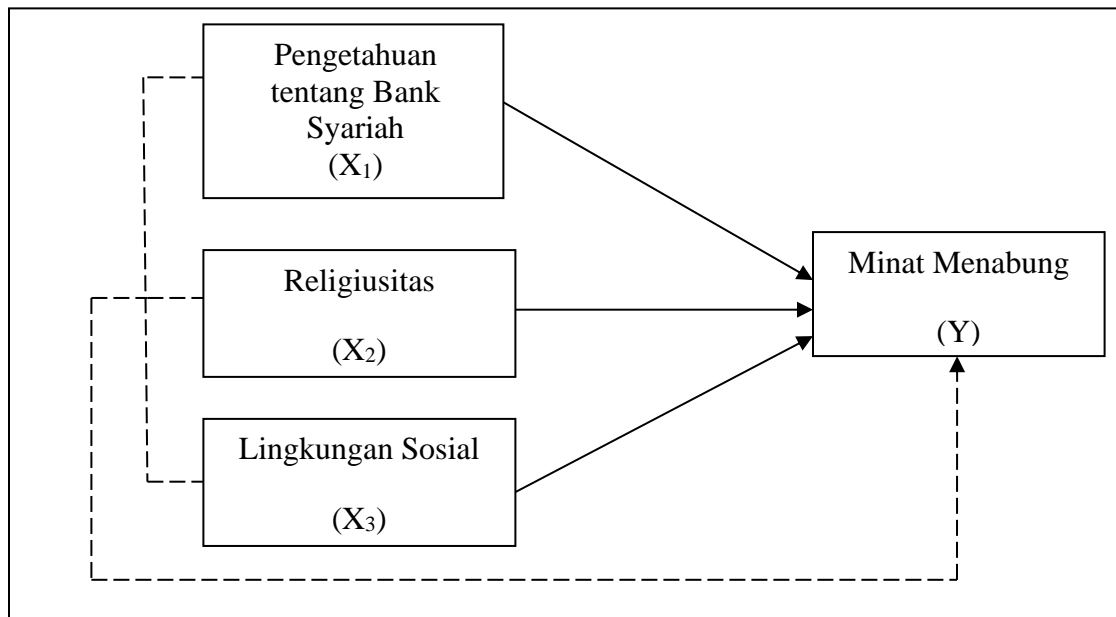 Pengetahuan
tentang Bank
Syariah
(X₁)
Religiusitas
(X₂)
Lingkungan Sosial
(X₃)
Minat Menabung
(Y)